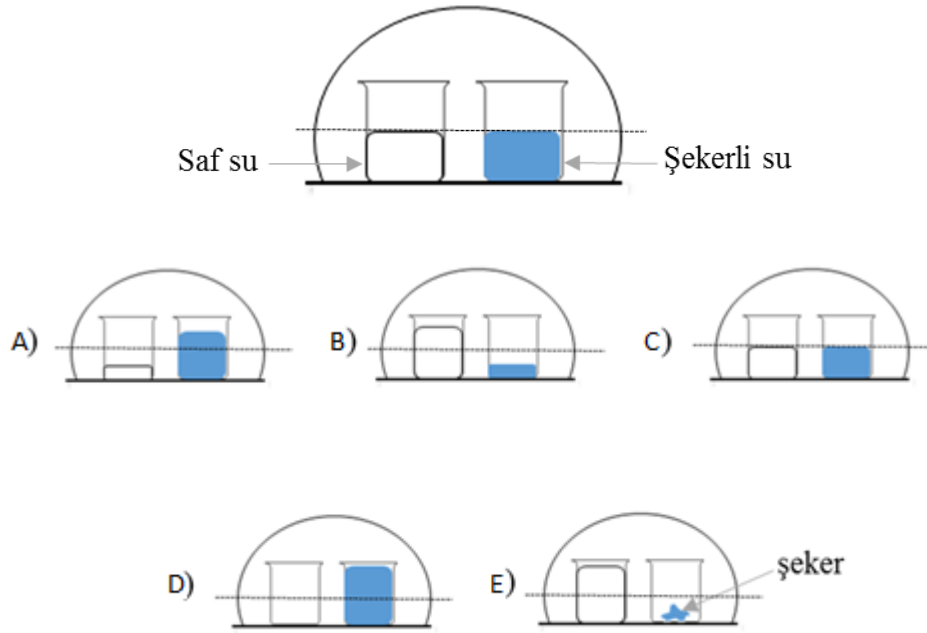 Saf su
Şekerli su
A)
B)
C)
D)
E)
şeker